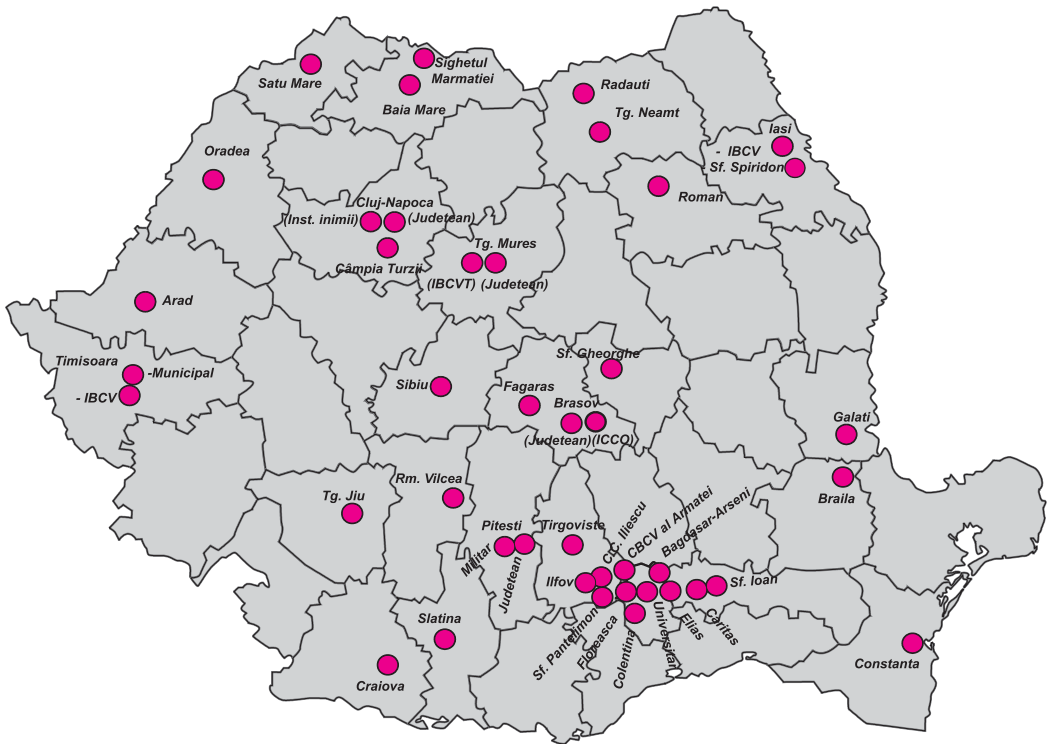 Satu Mare
Sighetul
Marmatiei
Baia Mare
Radauti
Tg. Neamt
Iasi
- IBCV
- Sf. Spiridon
Oradea
Roman
Cluj-Napoca
(Inst. inimii)
(Judetean)
Câmpia Turzii
Tg. Mures
(IBCVT) (Judetean)
Arad
Timisoara
-Municipal
- IBCV
Sibiu
Sf. Gheorghe
Fagaras
Brasov
(Judetean)(ICCO)
Galati
Braila
Rm. Vilcea
Tg. Jiu
Pitesti
Militar
Judetean
Tirgoviste
C.C. Iliescu
CBCV al Armatei
Bagdasar-Arseni
Ilfov
Sf. Ioan
Sf. Pantelimon
Floreasca
Colentina
Universitar
Elias
Caritas
Slatina
Craiova
Constanta